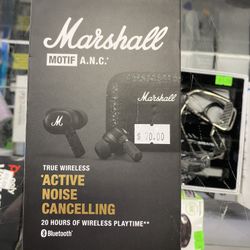 Marshall
MOTIF A.N.C.*
Marshall
M
$ 70.00
TRUE WIRELESS
*ACTIVE
NOISE
CANCELLING
20 HOURS OF WIRELESS PLAYTIME**
Bluetooth®